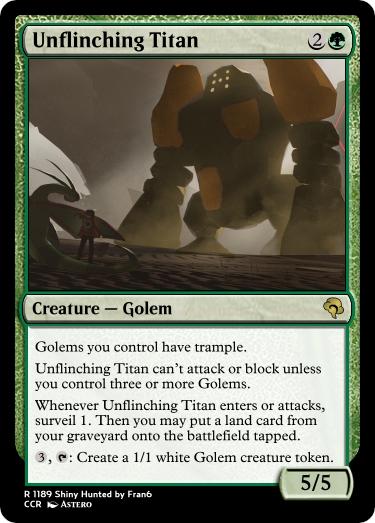 Unflinching Titan 2
Creature — Golem
Golems you control have trample.
Unflinching Titan can't attack or block unless
you control three or more Golems.
Whenever Unflinching Titan enters or attacks,
surveil 1. Then you may put a land card from
your graveyard onto the battlefield tapped.
3, : Create a 1/1 white Golem creature token.
5/5
R 1189 Shiny Hunted by Fran6
CCR Astero